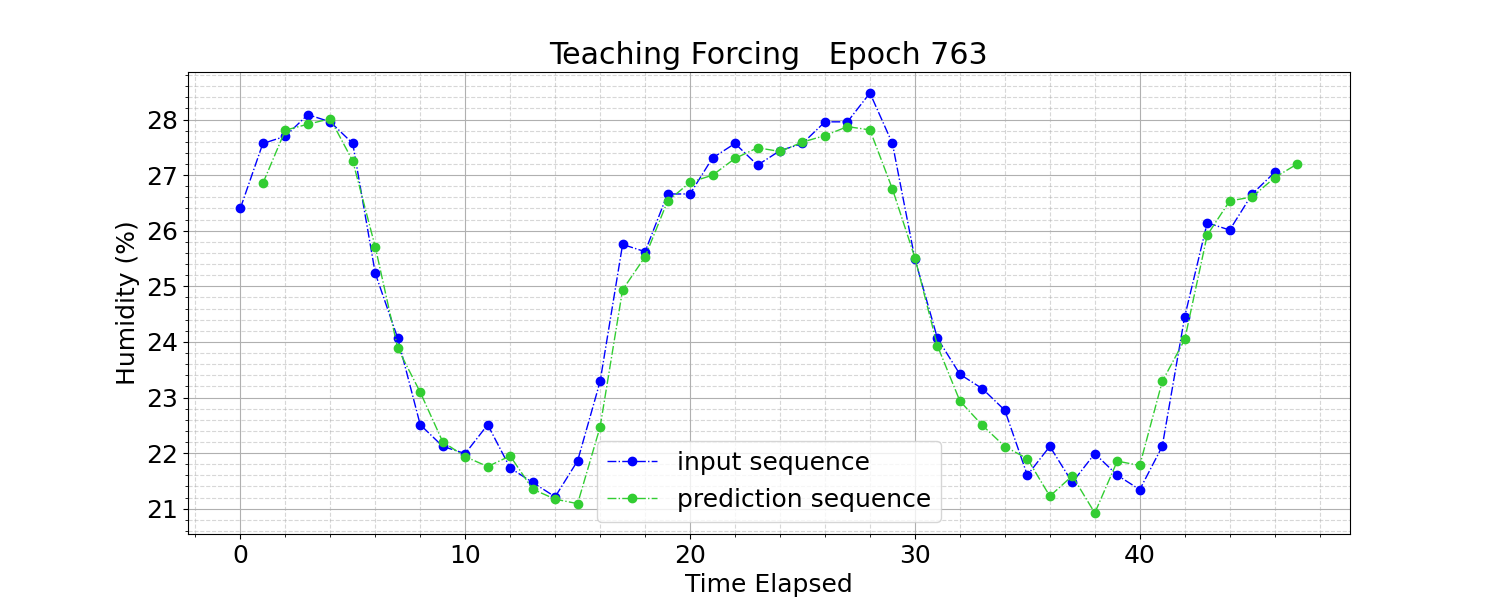 Teaching Forcing   Epoch 763
28
27
26
25
24
23
22
21
Humidity (%)
input sequence
prediction sequence
0 10 20 30 40
Time Elapsed